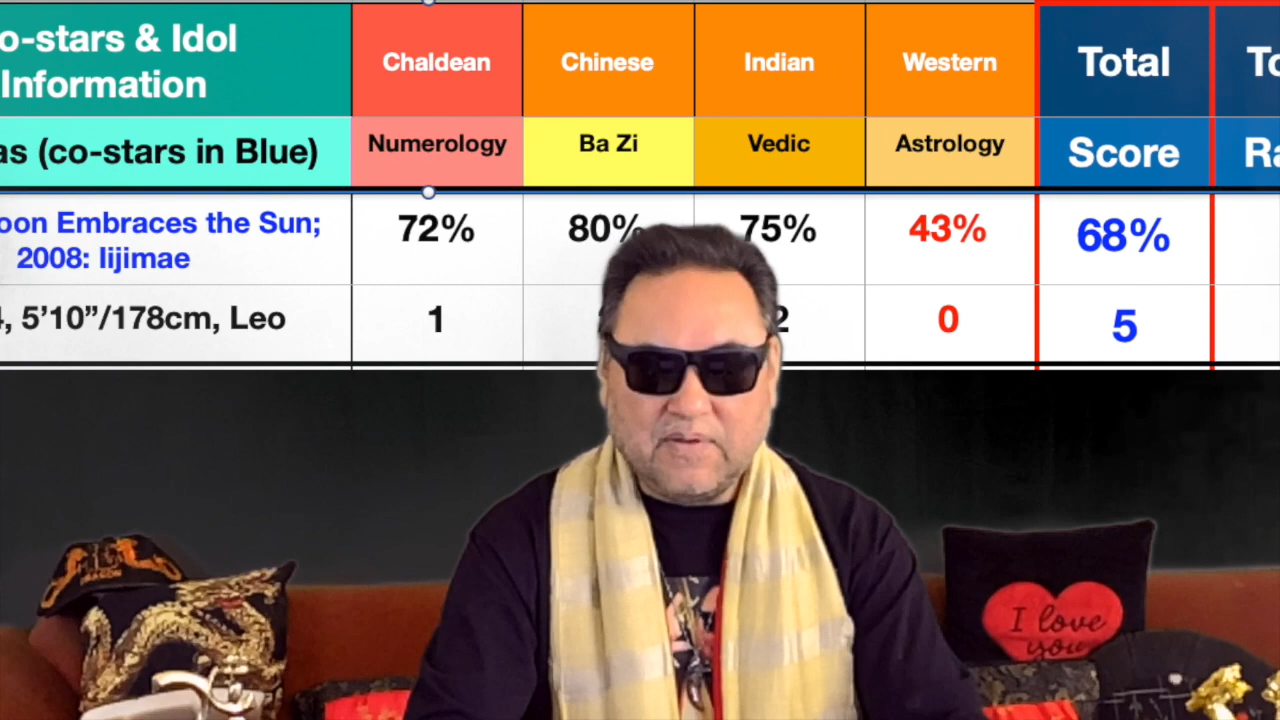 o-stars & Idol
Information
Chaldean
Chinese
Indian
Western
Total
as (co-stars in Blue)
Numerology
Ba Zi
Vedic
Astrology
Score
oon Embraces the Sun;
2008: Iijimae
72%
80%
75%
43%
68%
, 5’10”/178cm, Leo
1
2
0
5
I love
you